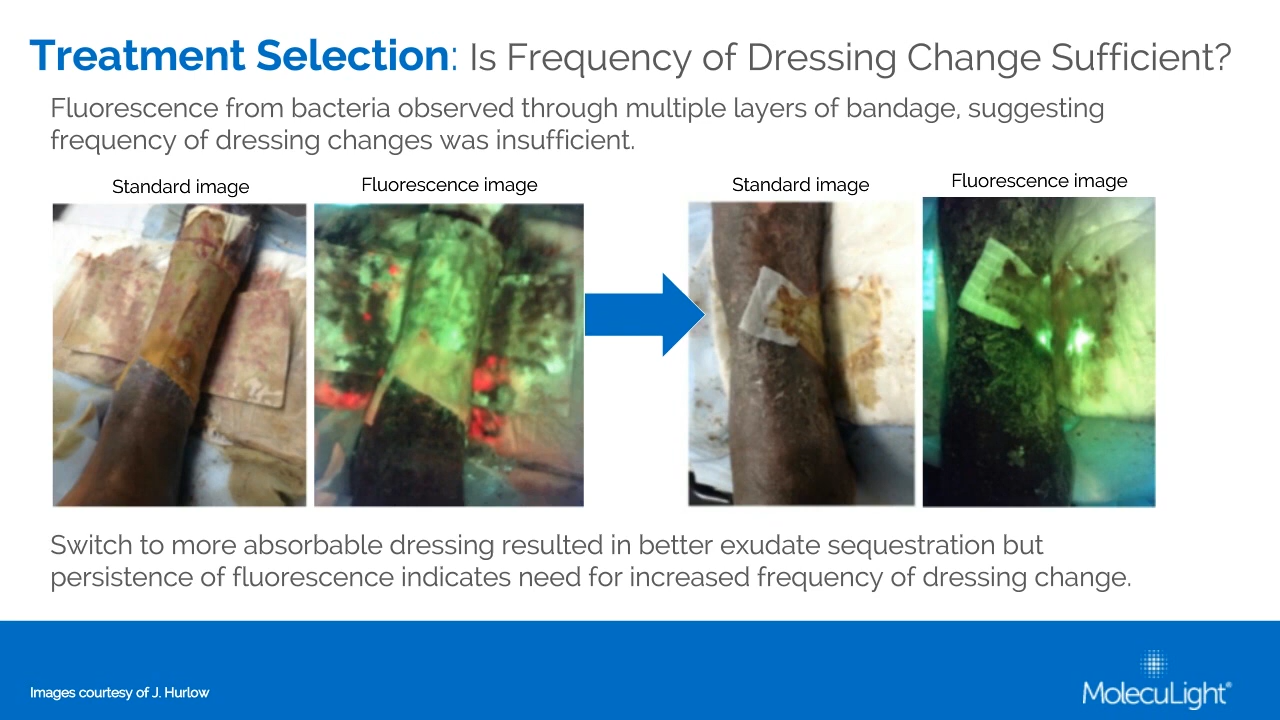 Treatment Selection: Is Frequency of Dressing Change Sufficient?
Fluorescence from bacteria observed through multiple layers of bandage, suggesting
frequency of dressing changes was insufficient.
Standard image
Fluorescence image
Standard image
Fluorescence image
Switch to more absorbable dressing resulted in better exudate sequestration but
persistence of fluorescence indicates need for increased frequency of dressing change.
Images courtesy of J. Hurlow
MolecuLight®